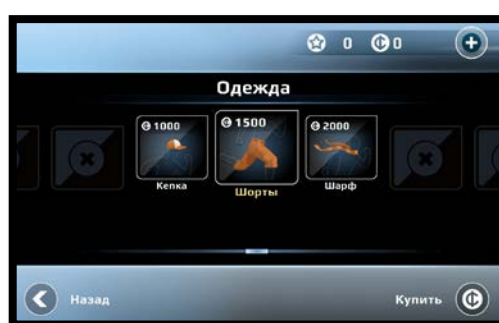 0 0
Одежда
1000 1500 2000
Кепка Шорты Шарф
Назад Купить